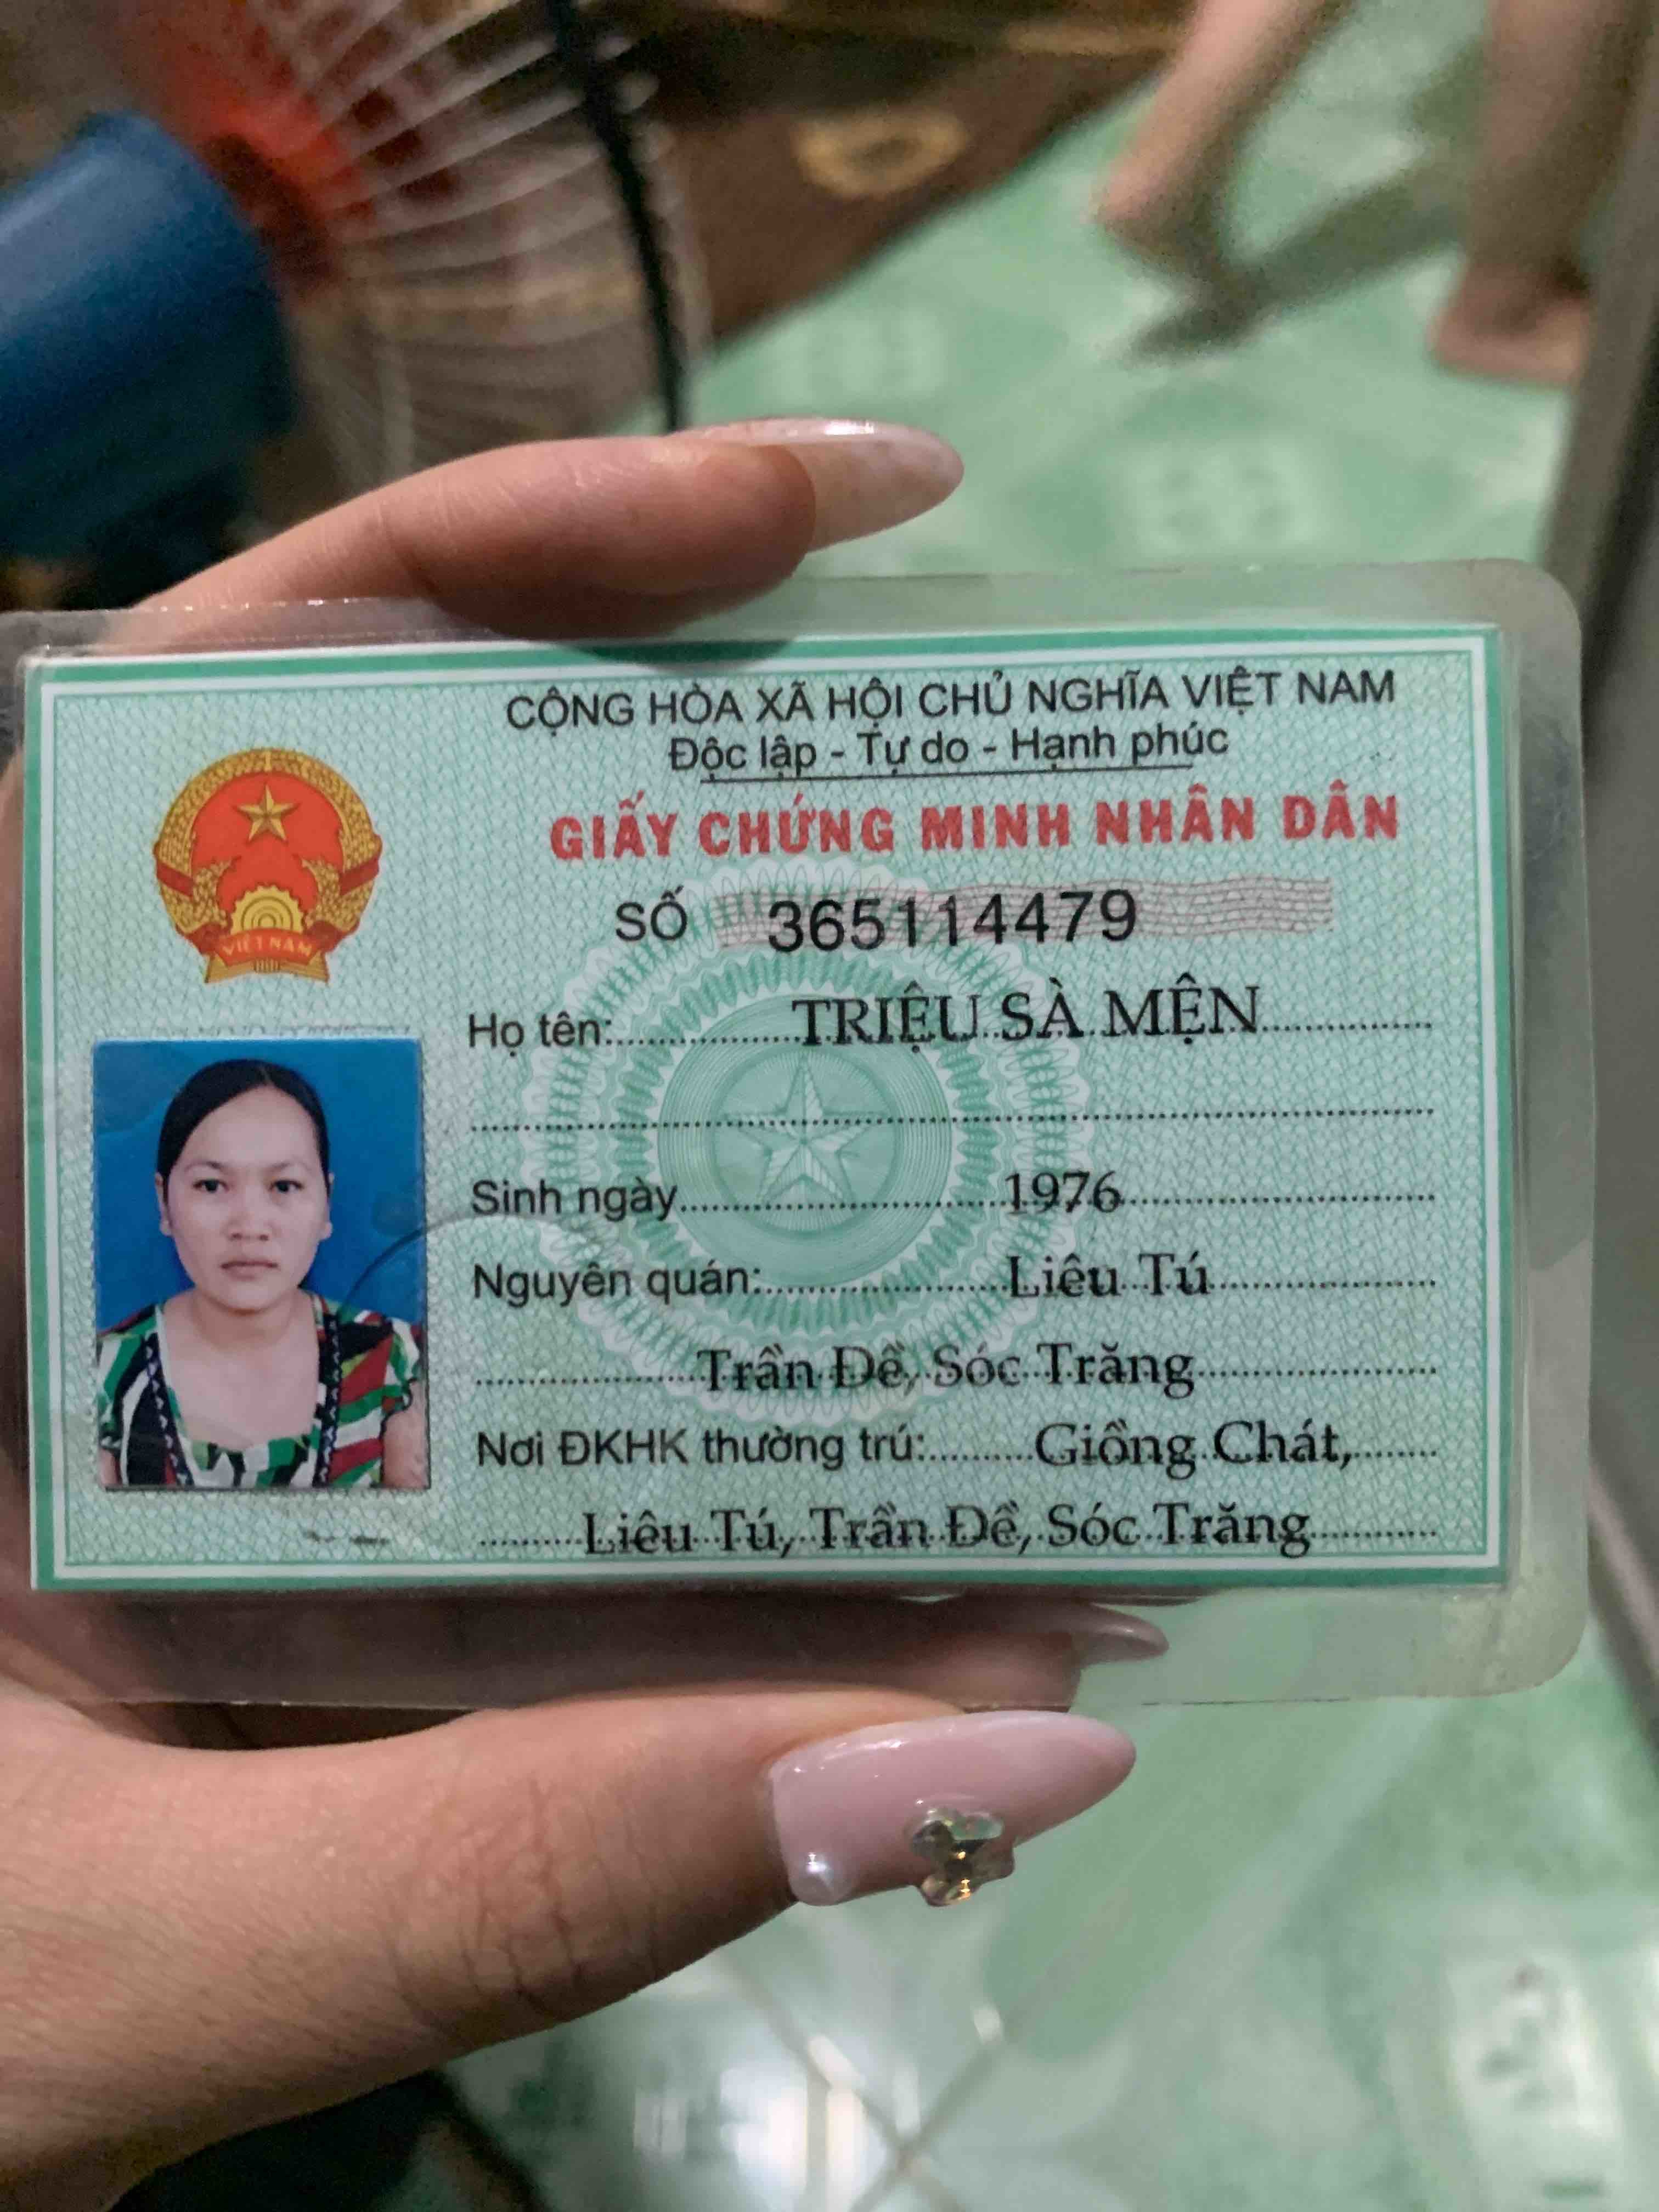 CỘNG HÒA XÃ HỘI CHỦ NGHĨA VIỆT NAM
Độc lập - Tự do - Hạnh phúc
GIẤY CHỨNG MINH NHÂN DÂN
SỐ 365114479
VIỆT NAM
Họ tên: TRIỆU SÀ MỆN
Sinh ngày 1976
Nguyên quán: Liêu Tú
Trần Đề, Sóc Trăng
Nơi ĐKHK thường trú: Giồng Chát,
Liêu Tú, Trần Đề, Sóc Trăng